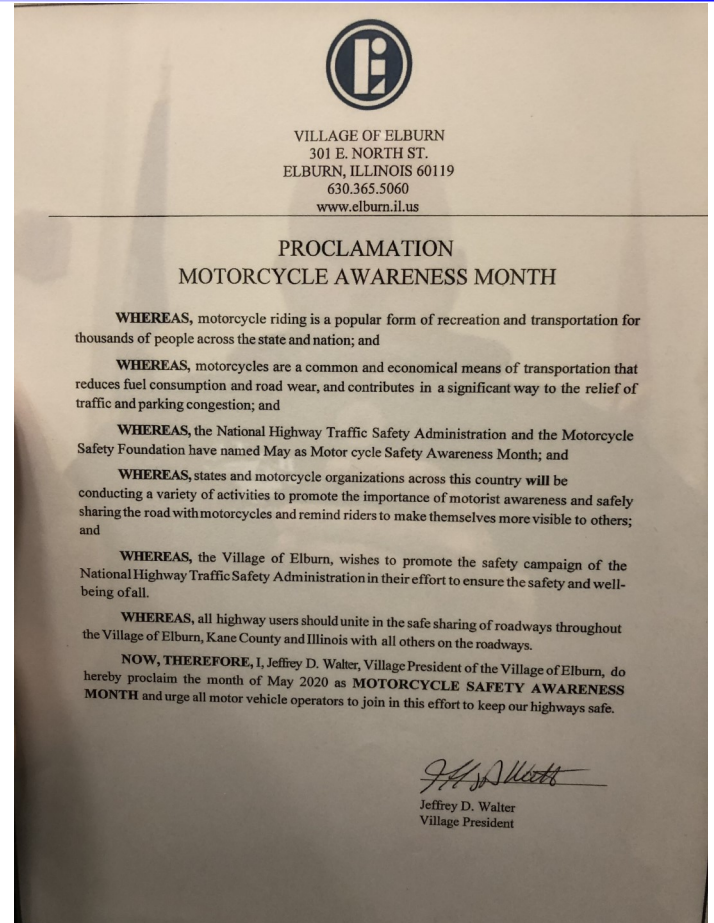 VILLAGE OF ELBURN
301 E. NORTH ST.
ELBURN, ILLINOIS 60119
630.365.5060
www.elburn.il.us
PROCLAMATION
MOTORCYCLE AWARENESS MONTH
WHEREAS, motorcycle riding is a popular form of recreation and transportation for
thousands of people across the state and nation; and
WHEREAS, motorcycles are a common and economical means of transportation that
reduces fuel consumption and road wear, and contributes in a significant way to the relief of
traffic and parking congestion; and
WHEREAS, the National Highway Traffic Safety Administration and the Motorcycle
Safety Foundation have named May as Motor cycle Safety Awareness Month; and
WHEREAS, states and motorcycle organizations across this country will be
conducting a variety of activities to promote the importance of motorist awareness and safely
sharing the road with motorcycles and remind riders to make themselves more visible to others;
and
WHEREAS, the Village of Elburn, wishes to promote the safety campaign of the
National Highway Traffic Safety Administration in their effort to ensure the safety and well-
being of all.
WHEREAS, all highway users should unite in the safe sharing of roadways throughout
the Village of Elburn, Kane County and Illinois with all others on the roadways.
NOW, THEREFORE, I, Jeffrey D. Walter, Village President of the Village of Elburn, do
hereby proclaim the month of May 2020 as MOTORCYCLE SAFETY AWARENESS
MONTH and urge all motor vehicle operators to join in this effort to keep our highways safe.
Jeffrey D. Walter
Village President